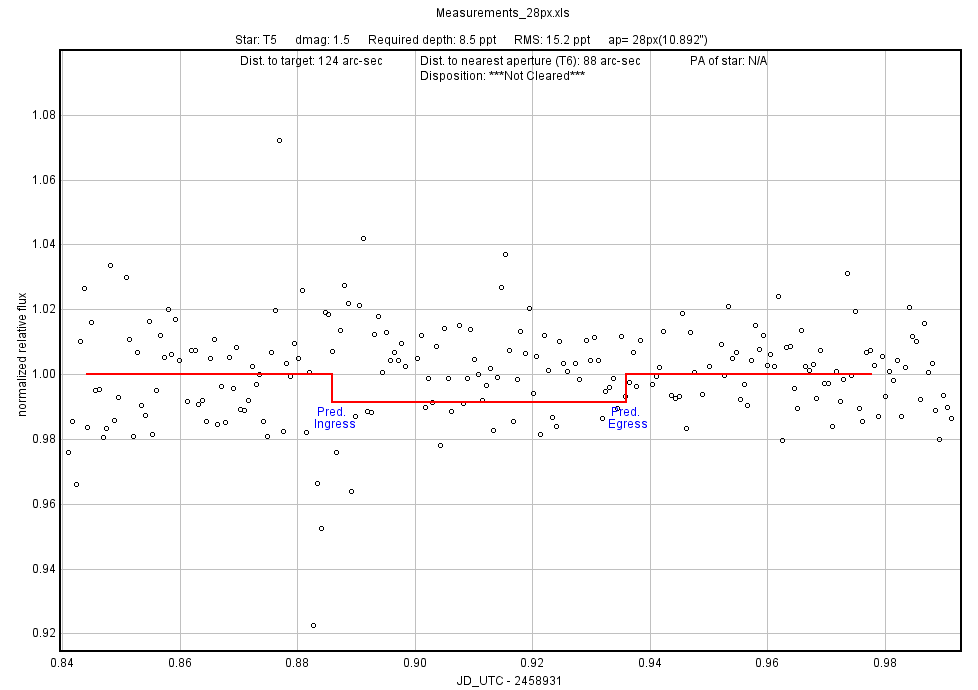 Measurements_28px.xls
Star: T5 dmag: 1.5 Required depth: 8.5 ppt RMS: 15.2 ppt ap= 28px(10.892")
Dist. to target: 124 arc-sec Dist. to nearest aperture (T6): 88 arc-sec PA of star: N/A
Disposition: ***Not Cleared***
normalized relative flux
1.08
1.06
1.04
1.02
1.00
0.98
0.96
0.94
0.92
Pred.
Ingress
Pred.
Egress
0.84 0.86 0.88 0.90 0.92 0.94 0.96 0.98
JD_UTC - 2458931